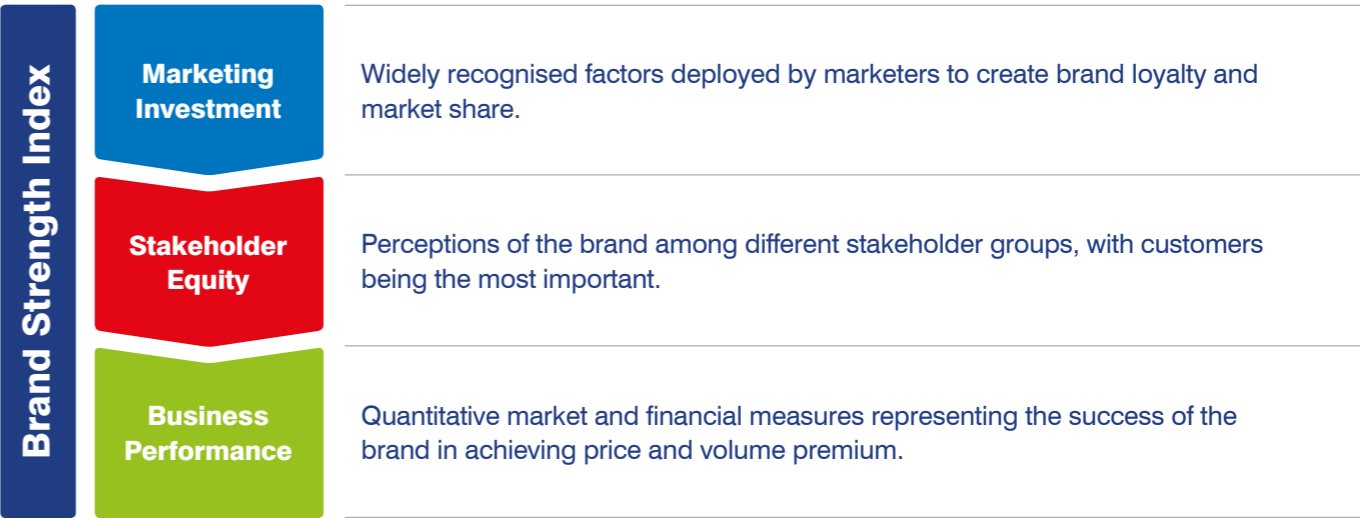 Brand Strength Index
Marketing
Investment
Widely recognised factors deployed by marketers to create brand loyalty and
market share.
Stakeholder
Equity
Perceptions of the brand among different stakeholder groups, with customers
being the most important.
Business
Performance
Quantitative market and financial measures representing the success of the
brand in achieving price and volume premium.